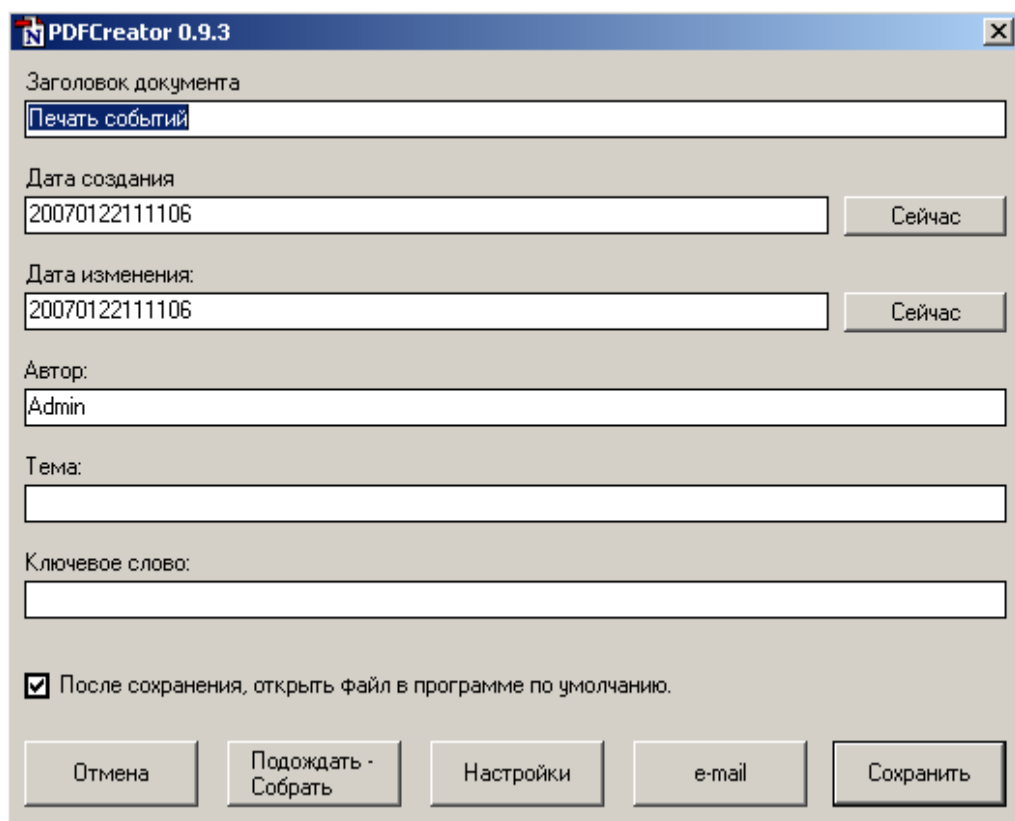 PDFCreator 0.9.3
Заголовок документа
Печать событий
Дата создания
20070122111106
Сейчас
Дата изменения:
20070122111106
Сейчас
Автор:
Admin
Тема:
Ключевое слово:
После сохранения, открыть файл в программе по умолчанию.
Отмена
Подождать -
Собрать
Настройки
e-mail
Сохранить